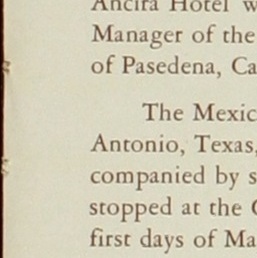 Ancira Hotel w
Manager of the
of Pasedena, Ca
The Mexic
Antonio, Texas,
companied by s
stopped at the
first days of Ma